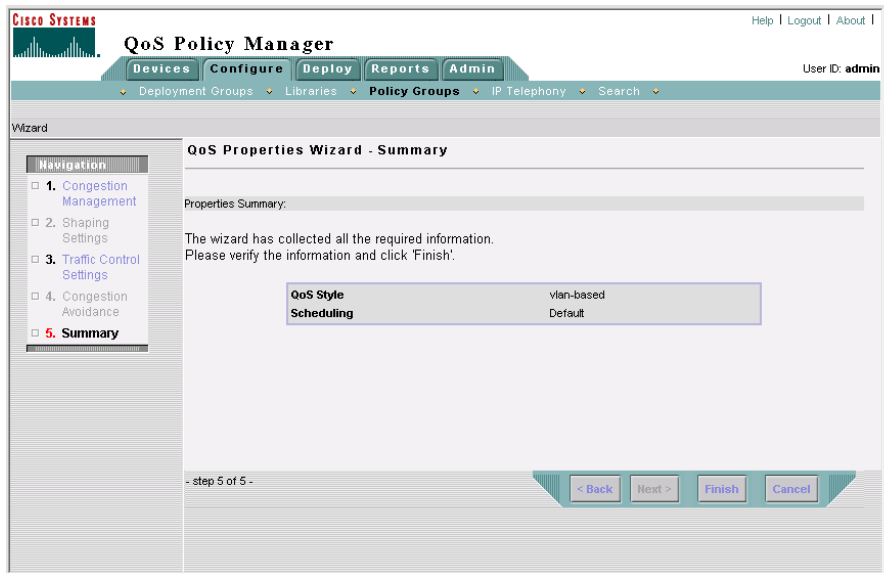 CISCO SYSTEMS
Help | Logout | About |
QoS Policy Manager
Devices Configure Deploy Reports Admin
User ID: admin
Deployment Groups Libraries Policy Groups IP Telephony Search
Wizard
Navigation
1. Congestion
Management
2. Shaping
Settings
3. Traffic Control
Settings
4. Congestion
Avoidance
5. Summary
QoS Properties Wizard - Summary
Properties Summary:
The wizard has collected all the required information.
Please verify the information and click 'Finish'.
QoS Style vlan-based
Scheduling Default
- step 5 of 5 -
< Back Next > Finish Cancel